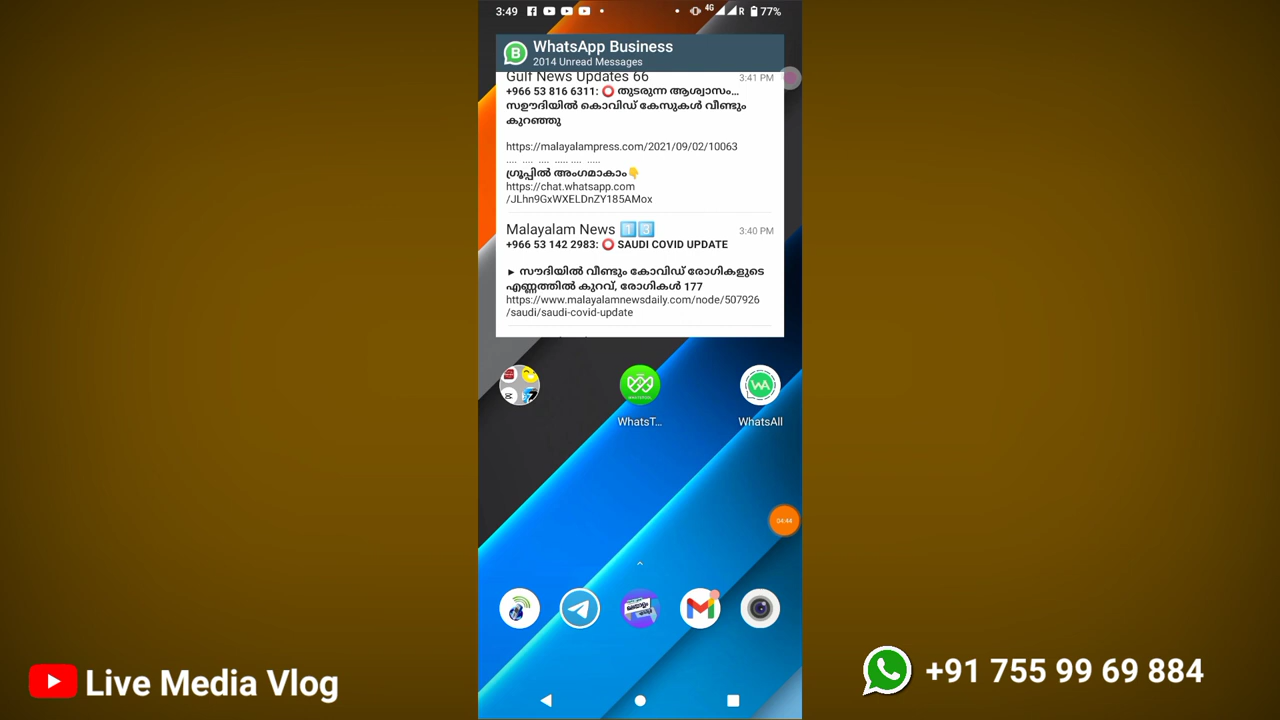 3:49
4G
R
77%
WhatsApp Business
2014 Unread Messages
Gulf News Updates 66
3:41 PM
+966 53 816 6311: ⭕ തുടരുന്ന ആശ്വാസം...
സഊദിയിൽ കൊവിഡ് കേസുകൾ വീണ്ടും
കുറഞ്ഞു
https://malayalampress.com/2021/09/02/10063
.... .... .... ..... .... .....
ഗ്രൂപ്പിൽ അംഗമാകാം👇
https://chat.whatsapp.com
/JLhn9GxWXELDnZY185AMox
Malayalam News 1️⃣3️⃣
3:40 PM
+966 53 142 2983: ⭕ SAUDI COVID UPDATE
► സൗദിയിൽ വീണ്ടും കോവിഡ് രോഗികളുടെ
എണ്ണത്തിൽ കുറവ്, രോഗികൾ 177
https://www.malayalamnewsdaily.com/node/507926
/saudi/saudi-covid-update
WA
WhatsT...
WhatsAll
04:44
Live Media Vlog
+91 755 99 69 884